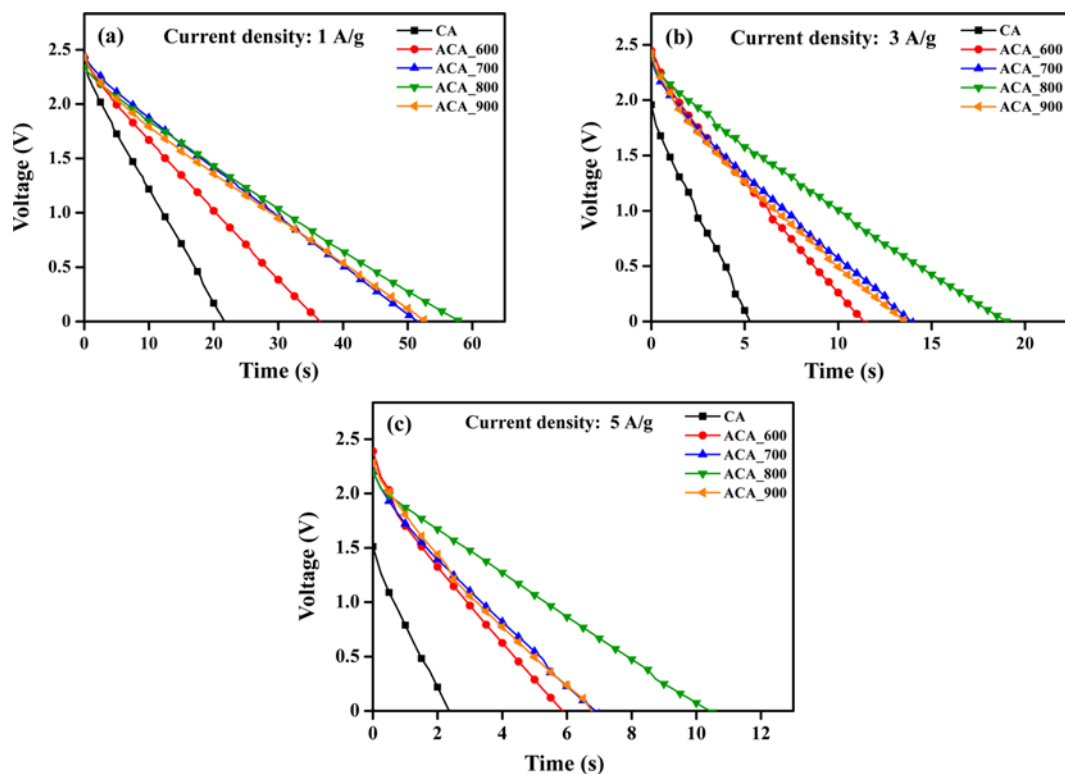 (a)
Current density: 1 A/g
CA
ACA_600
ACA_700
ACA_800
ACA_900
2.5
2.0
1.5
1.0
0.5
0
Voltage (V)
0 10 20 30 40 50 60
Time (s)
(b)
Current density: 3 A/g
CA
ACA_600
ACA_700
ACA_800
ACA_900
2.5
2.0
1.5
1.0
0.5
0
Voltage (V)
0 5 10 15 20
Time (s)
(c)
Current density: 5 A/g
CA
ACA_600
ACA_700
ACA_800
ACA_900
2.5
2.0
1.5
1.0
0.5
0
Voltage (V)
0 2 4 6 8 10 12
Time (s)